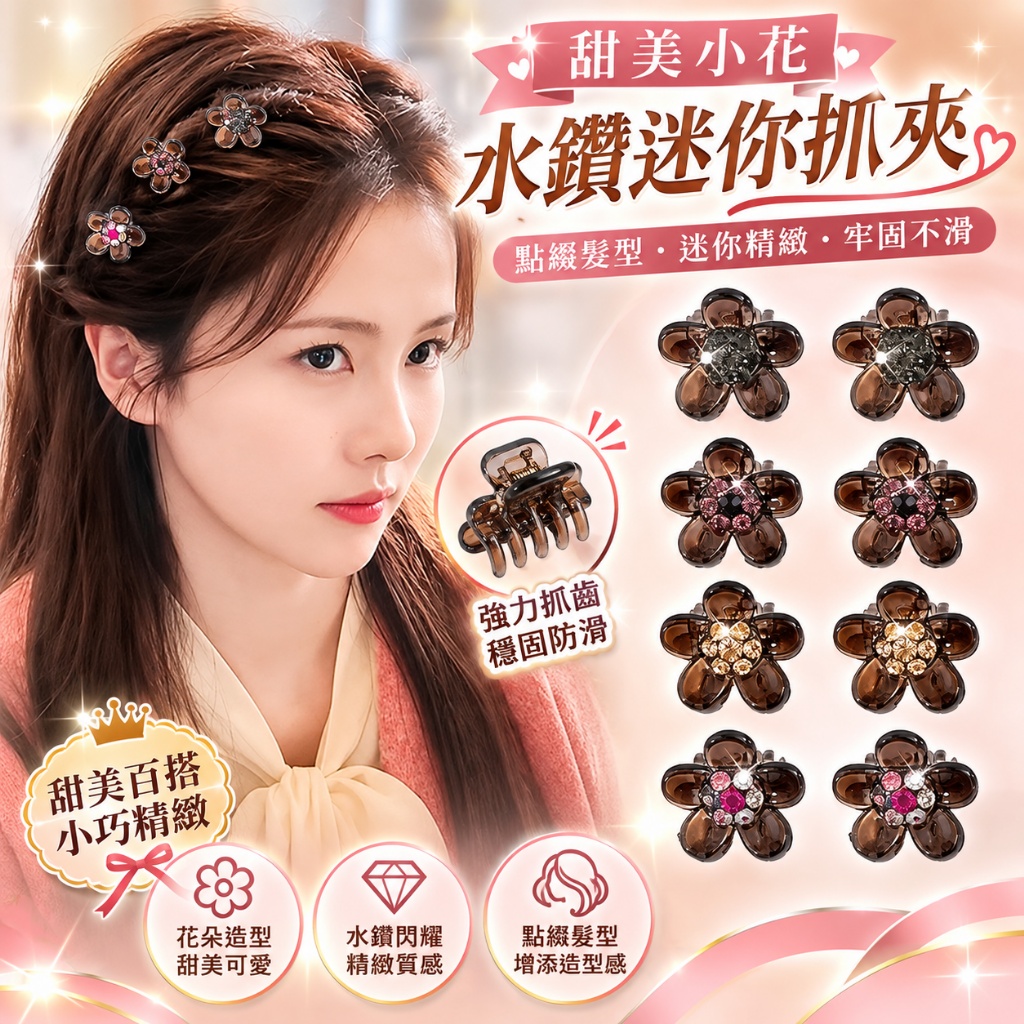 甜美小花
水鑽迷你抓夾
點綴髮型・迷你精緻・牢固不滑
強力抓齒
穩固防滑
甜美百搭
小巧精緻
花朵造型
甜美可愛
水鑽閃耀
精緻質感
點綴髮型
增添造型感